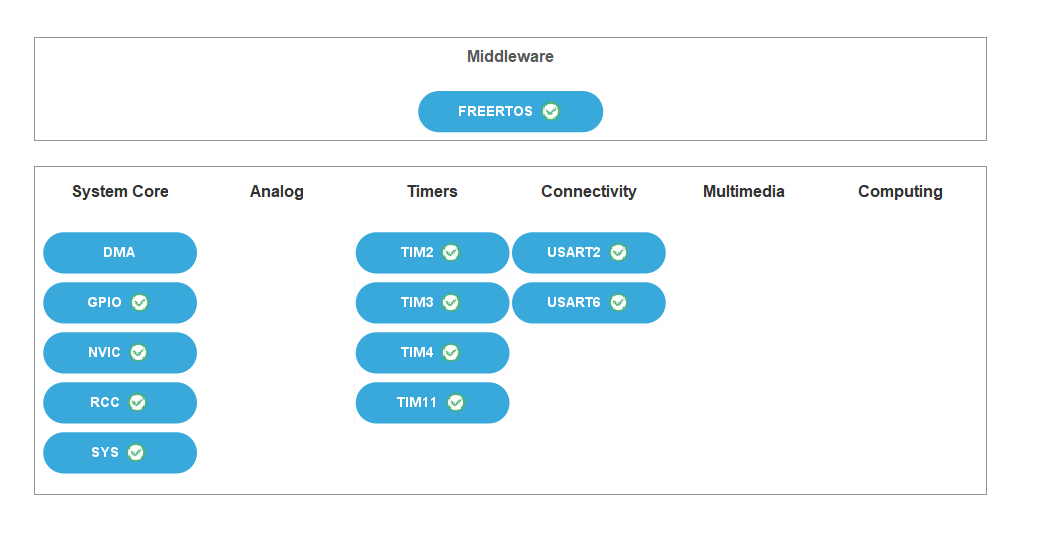 Middleware
FREERTOS
System Core Analog Timers Connectivity Multimedia Computing
DMA TIM2 USART2
GPIO TIM3 USART6
NVIC TIM4
RCC TIM11
SYS